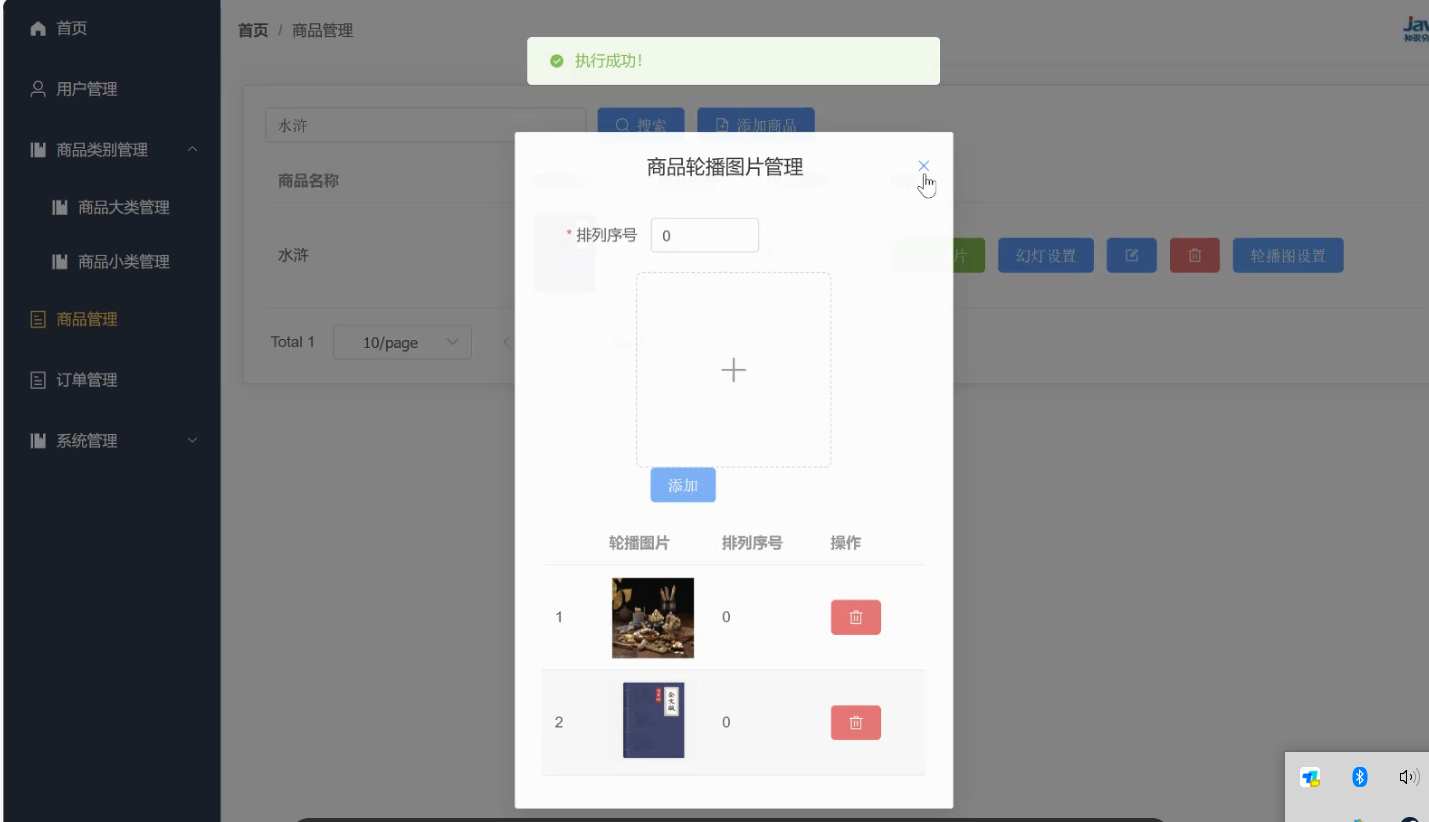 首页
用户管理
商品类别管理
商品大类管理
商品小类管理
商品管理
订单管理
系统管理
首页 / 商品管理
执行成功！
水浒
搜索
添加商品
商品名称
水浒
片
幻灯设置
轮播图设置
Total 1
10/page
商品轮播图片管理
* 排列序号
0
添加
轮播图片 排列序号 操作
1 0
2 0